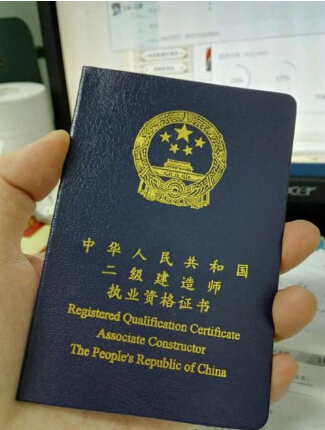 中华人民共和国
二级建造师
执业资格证书
Registered Qualification Certificate
Associate Constructor
The People's Republic of China
acer